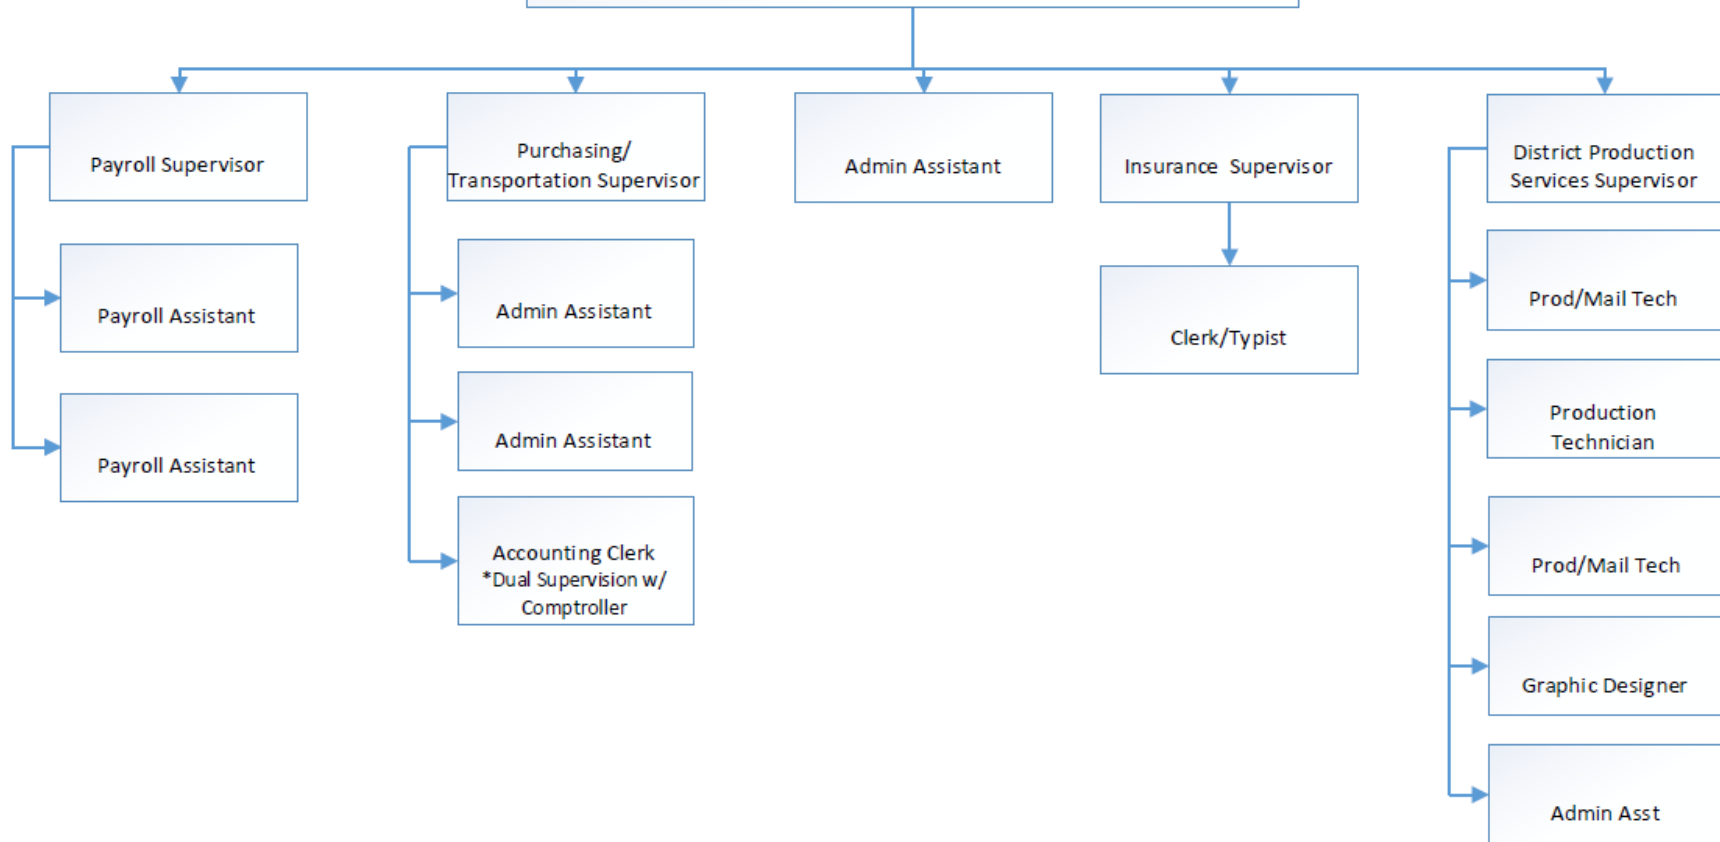 Payroll Supervisor
Payroll Assistant
Payroll Assistant
Purchasing/
Transportation Supervisor
Admin Assistant
Admin Assistant
Accounting Clerk
*Dual Supervision w/
Comptroller
Admin Assistant
Insurance  Supervisor
Clerk/Typist
District Production
Services Supervisor
Prod/Mail Tech
Production
Technician
Prod/Mail Tech
Graphic Designer
Admin Asst